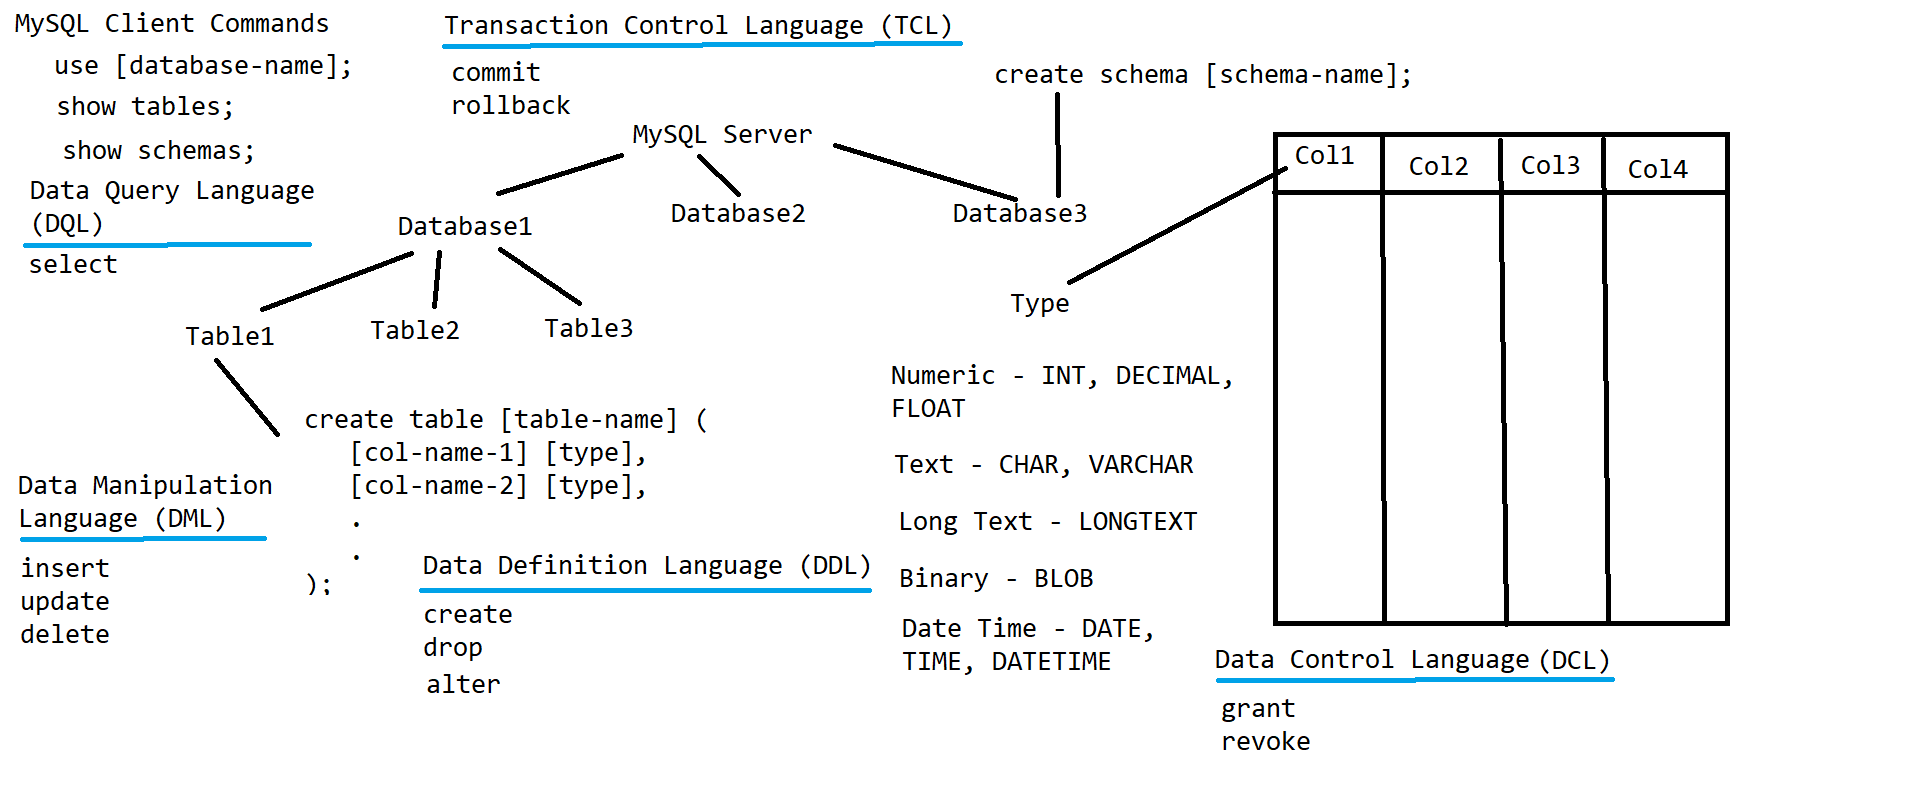 MySQL Client Commands
use [database-name];
show tables;
show schemas;
Data Query Language
(DQL)
select
Transaction Control Language (TCL)
commit
rollback
create schema [schema-name];
MySQL Server
Database1
Database2
Database3
Table1
Table2
Table3
create table [table-name] (
[col-name-1] [type],
[col-name-2] [type],
.
.
);
Data Manipulation
Language (DML)
insert
update
delete
Data Definition Language (DDL)
create
drop
alter
Col1
Col2
Col3
Col4
Type
Numeric - INT, DECIMAL,
FLOAT
Text - CHAR, VARCHAR
Long Text - LONGTEXT
Binary - BLOB
Date Time - DATE,
TIME, DATETIME
Data Control Language (DCL)
grant
revoke